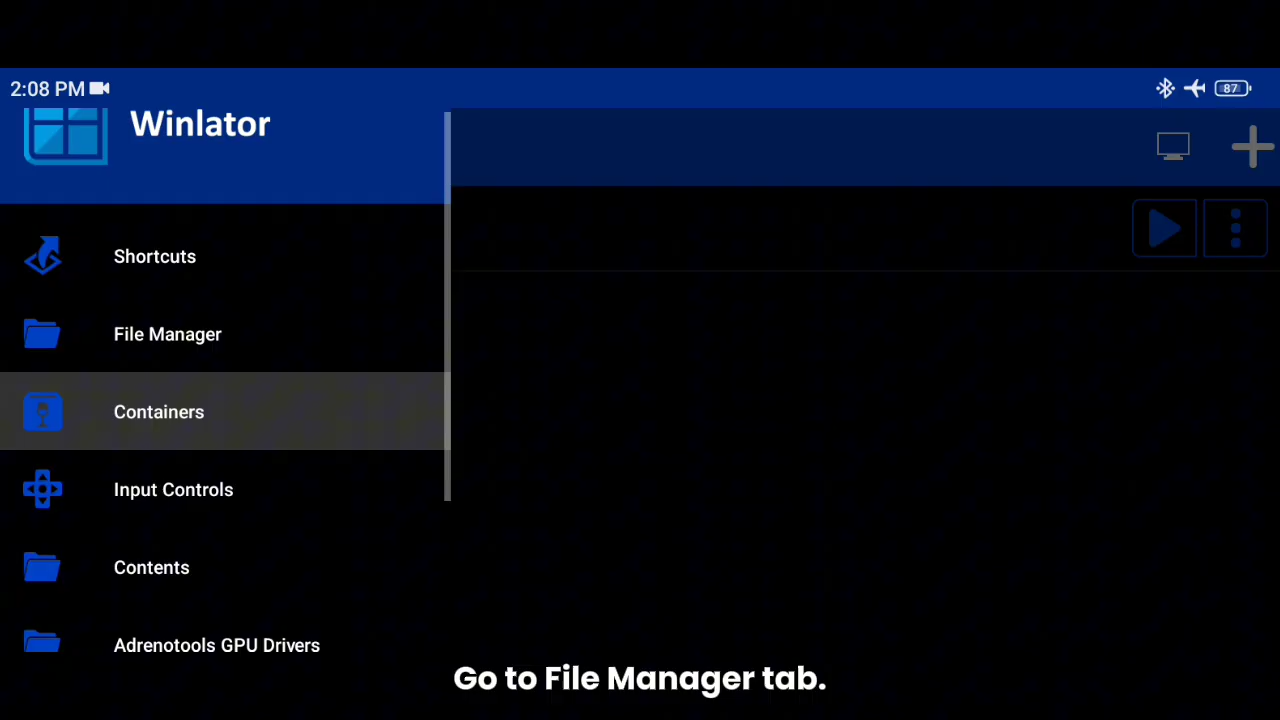 2:08 PM
87
Winlator
Shortcuts
File Manager
Containers
Input Controls
Contents
Adrenotools GPU Drivers
Go to File Manager tab.